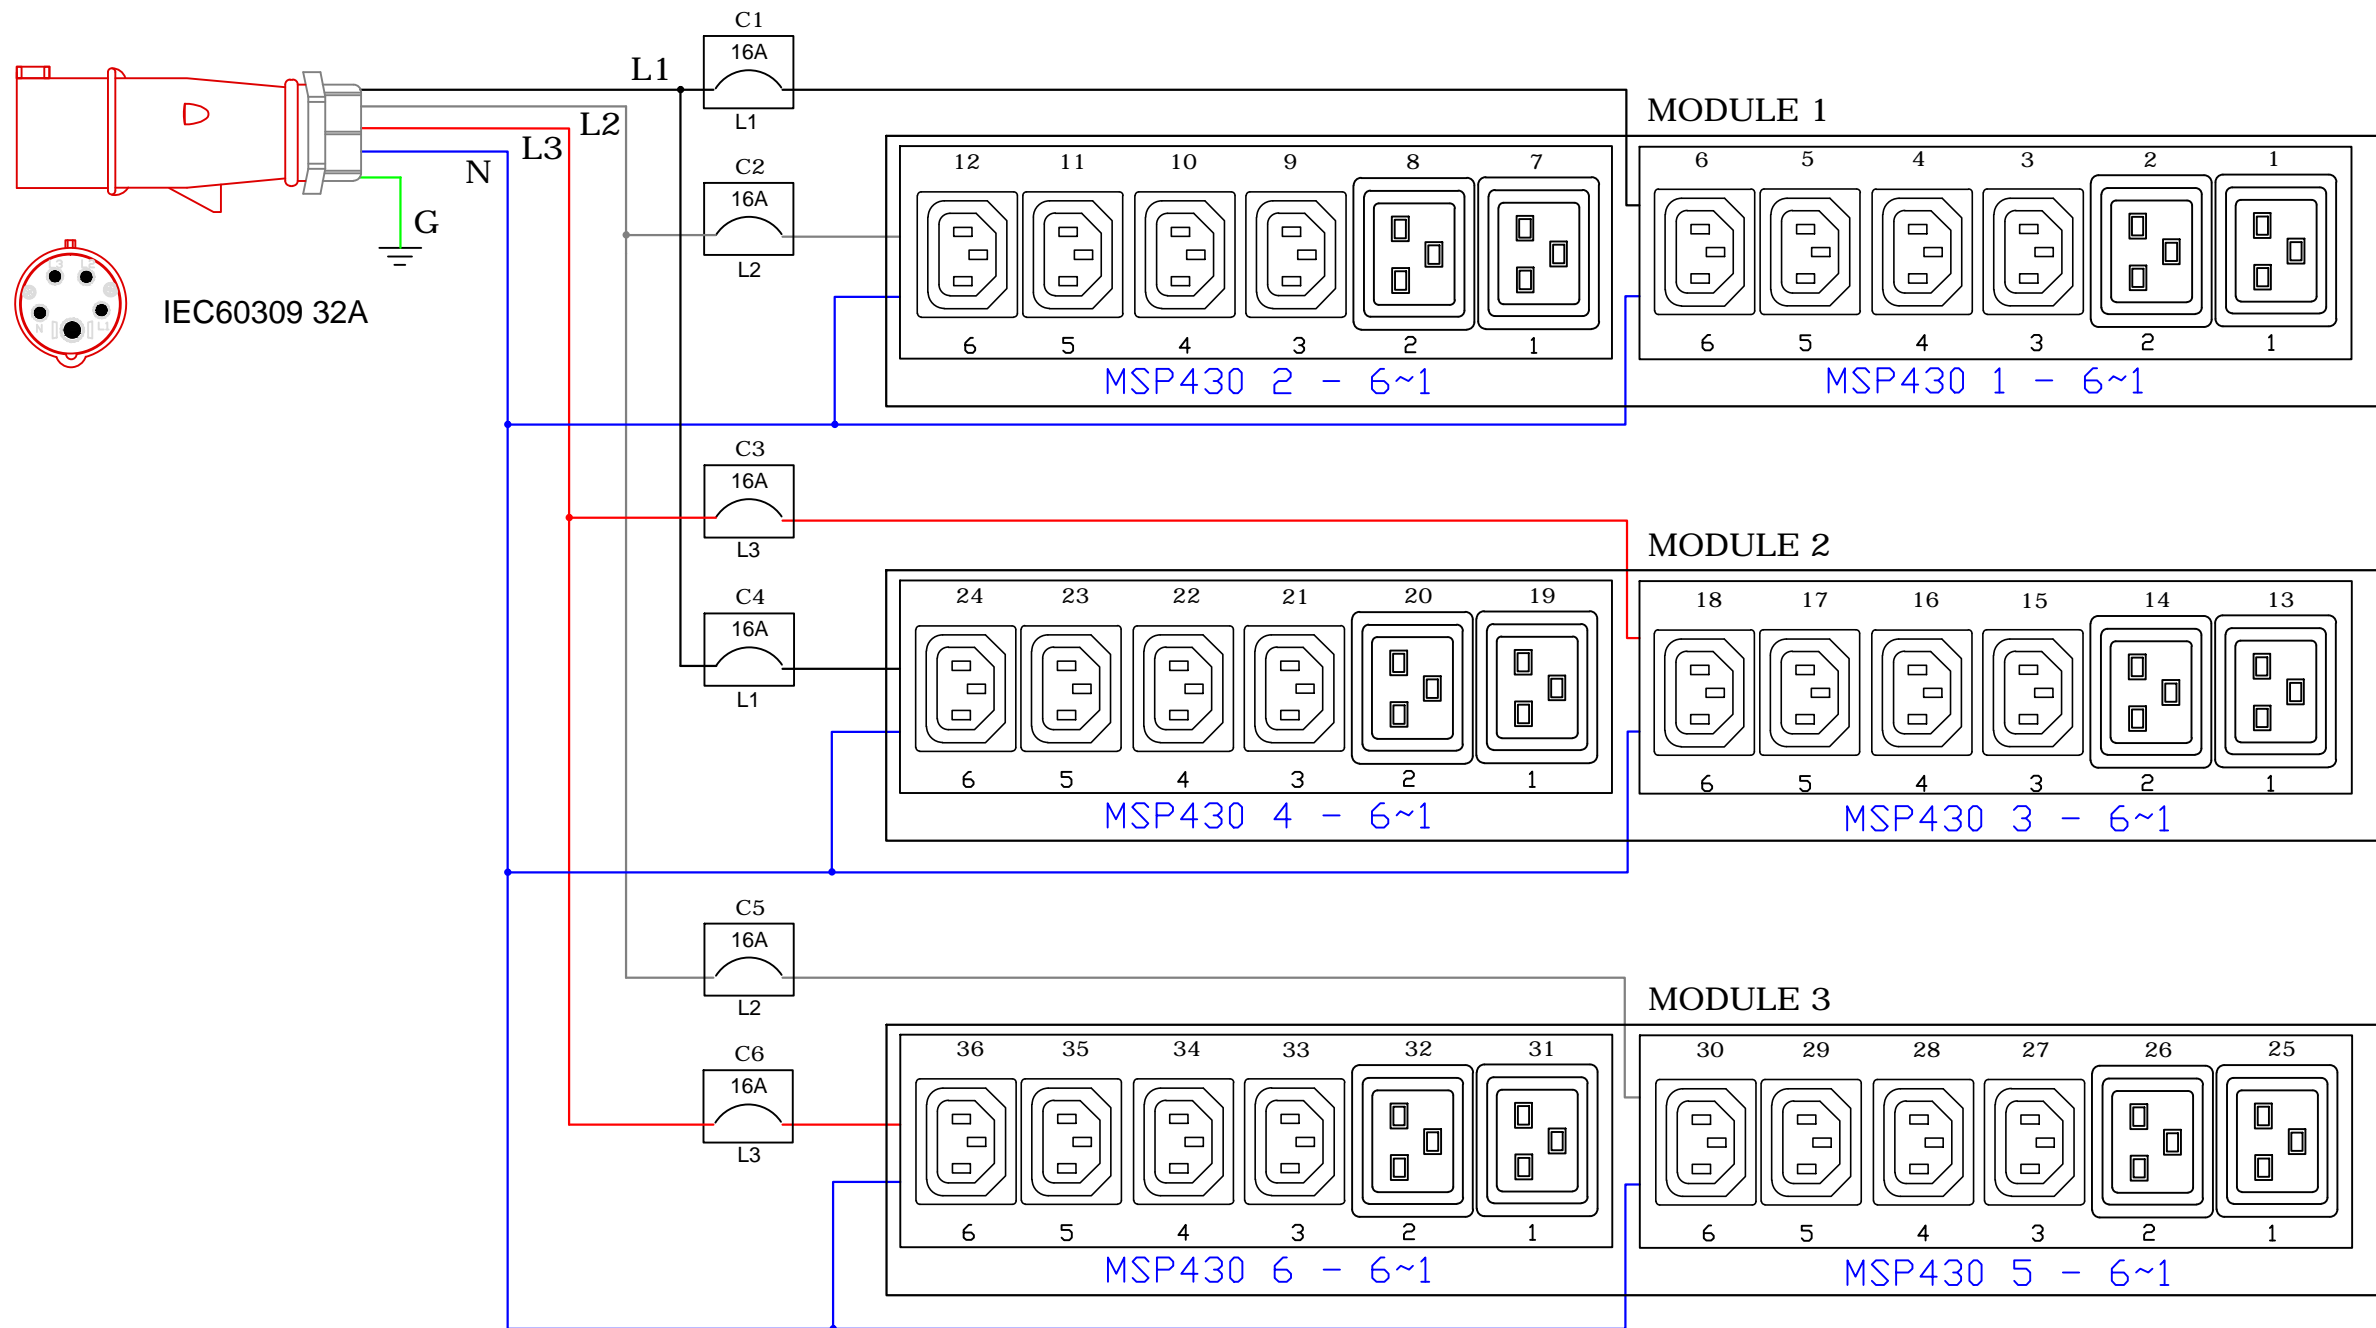 C1
16A
L1
L1
L2
L3
N
G
C2
16A
L2
IEC60309 32A
L3 L2
N L1
MODULE 1
12 11 10 9 8 7 6 5 4 3 2 1
6 5 4 3 2 1 6 5 4 3 2 1
MSP430 2 - 6~1 MSP430 1 - 6~1
C3
16A
L3
MODULE 2
C4
16A
L1
24 23 22 21 20 19 18 17 16 15 14 13
6 5 4 3 2 1 6 5 4 3 2 1
MSP430 4 - 6~1 MSP430 3 - 6~1
C5
16A
L2
MODULE 3
C6
16A
L3
36 35 34 33 32 31 30 29 28 27 26 25
6 5 4 3 2 1 6 5 4 3 2 1
MSP430 6 - 6~1 MSP430 5 - 6~1